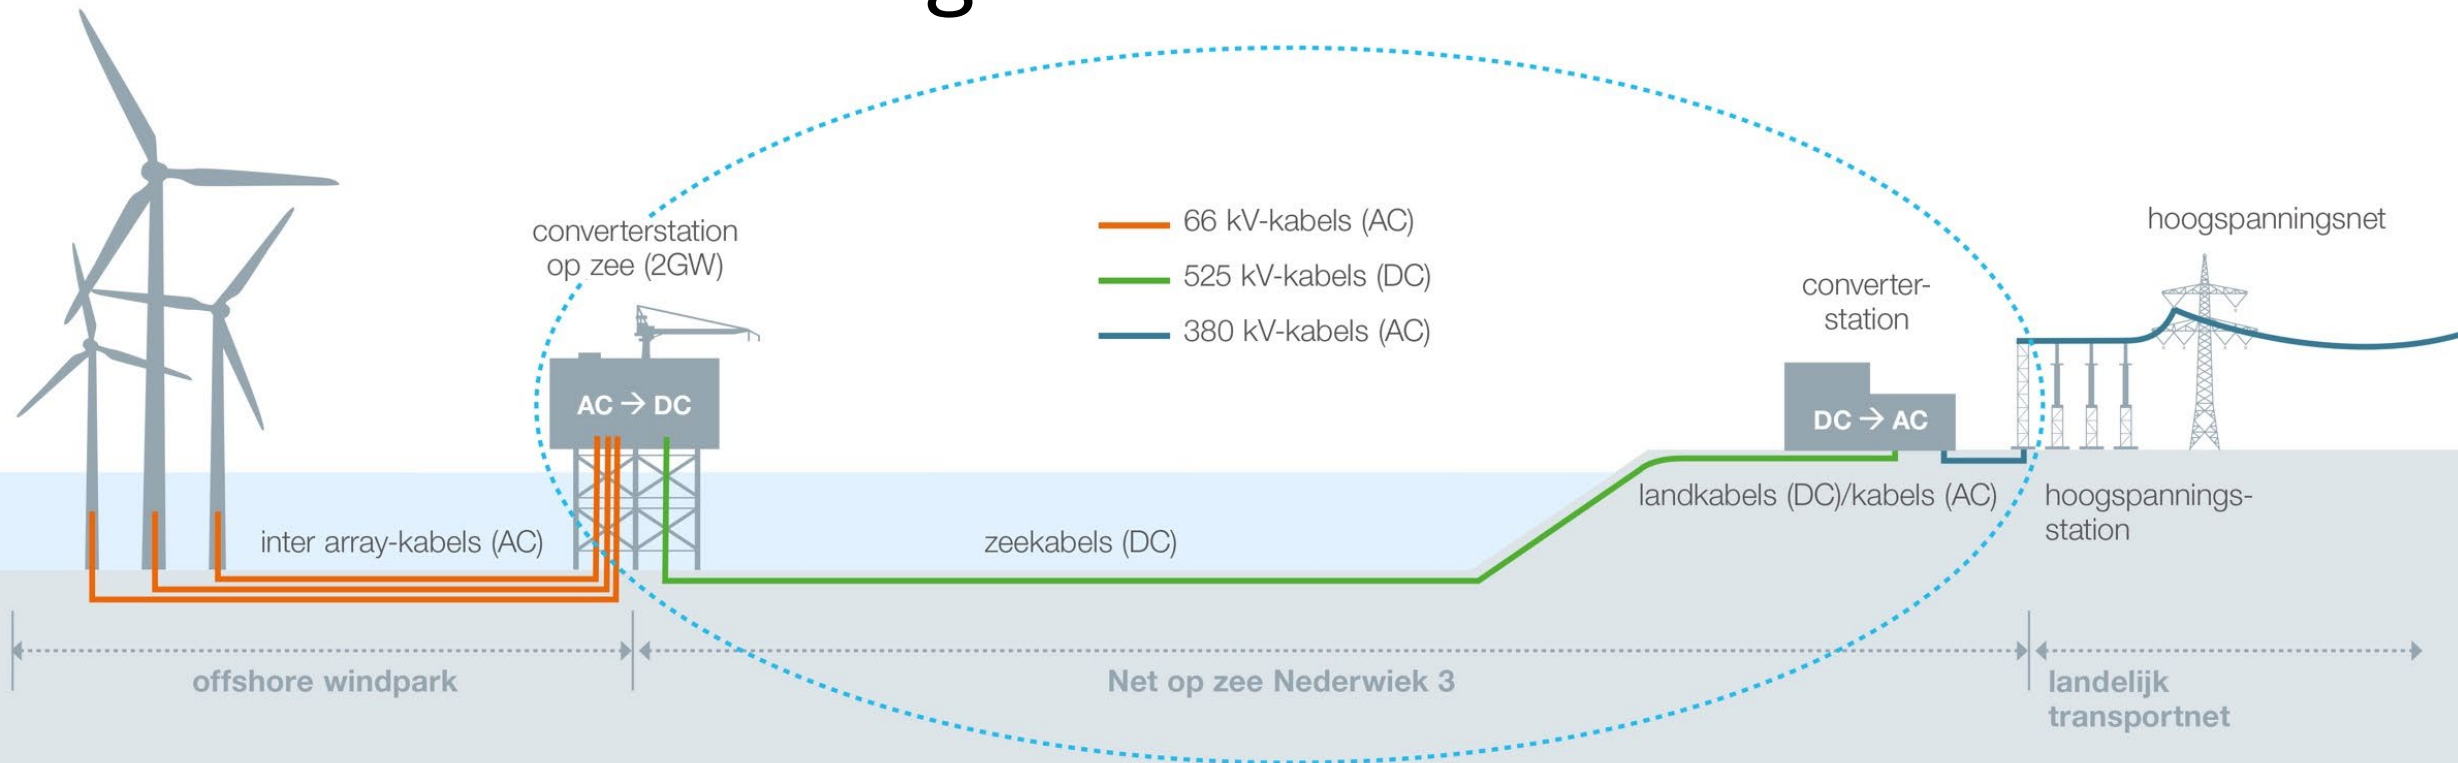 converterstation
op zee (2GW)
66 kV-kabels (AC)
525 kV-kabels (DC)
380 kV-kabels (AC)
hoogspanningsnet
converter-
station
AC → DC
DC → AC
inter array-kabels (AC)
zeekabels (DC)
landkabels (DC)/kabels (AC)
hoogspannings-
station
offshore windpark
Net op zee Nederwiek 3
landelijk
transportnet